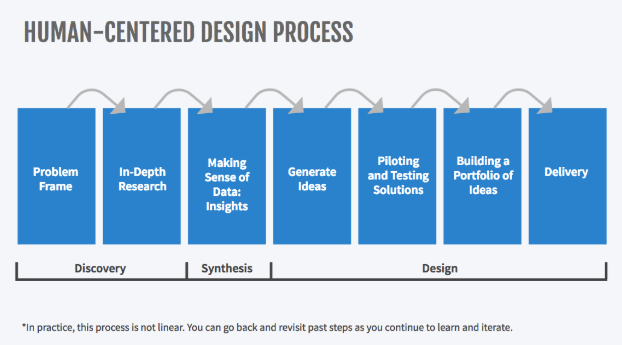 HUMAN-CENTERED DESIGN PROCESS
Problem
Frame
In-Depth
Research
Making
Sense of
Data:
Insights
Generate
Ideas
Piloting
and Testing
Solutions
Building a
Portfolio of
Ideas
Delivery
Discovery
Synthesis
Design
*In practice, this process is not linear. You can go back and revisit past steps as you continue to learn and iterate.